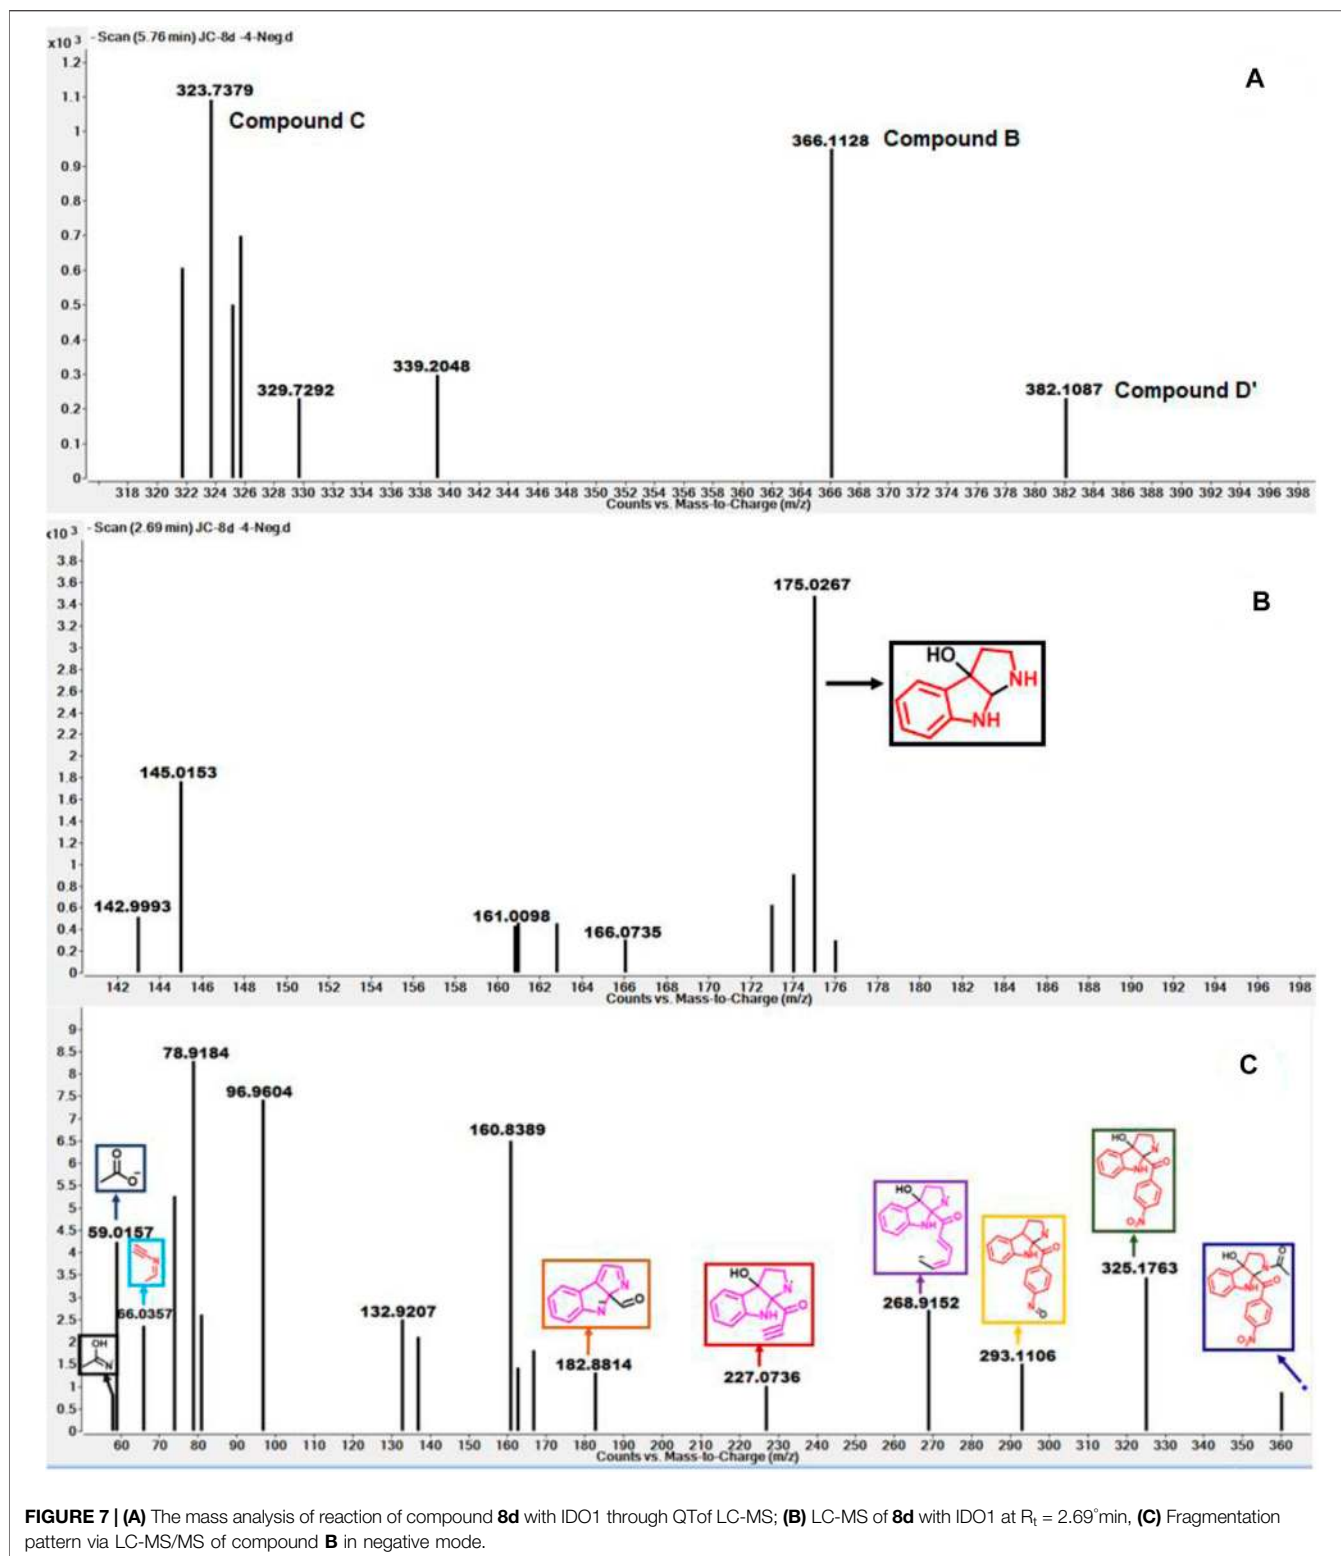 - Scan (5.76 min) JC-8d -4-Neg.d
x10 3
A
1.2
1.1
1
0.9
0.8
0.7
0.6
0.5
0.4
0.3
0.2
0.1
0
323.7379
Compound C
366.1128 Compound B
339.2048
329.7292
382.1087 Compound D'
318 320 322 324 326 328 330 332 334 336 338 340 342 344 346 348 350 352 354 356 358 360 362 364 366 368 370 372 374 376 378 380 382 384 386 388 390 392 394 396 398
Counts vs. Mass-to-Charge (m/z)
- Scan (2.69 min) JC-8d -4-Neg.d
x10 3
B
3.8
3.6
3.4
3.2
3
2.8
2.6
2.4
2.2
2
1.8
1.6
1.4
1.2
1
0.8
0.6
0.4
0.2
0
175.0267
HO
NH
NH
145.0153
142.9993
161.0098
166.0735
142 144 146 148 150 152 154 156 158 160 162 164 166 168 170 172 174 176 178 180 182 184 186 188 190 192 194 196 198
Counts vs. Mass-to-Charge (m/z)
C
9
8.5
8
7.5
7
6.5
6
5.5
5
4.5
4
3.5
3
2.5
2
1.5
1
0.5
0
78.9184
96.9604
160.8389
O
O-
59.0157
N
66.0357
OH
N
132.9207
N
N
O
182.8814
HO
N
NH
O
227.0736
HO
N
NH
O
268.9152
N
NH
O
N
O
293.1106
HO
N
NH
O
O2N
325.1763
HO
N
O
NH
O
O2N
60 70 80 90 100 110 120 130 140 150 160 170 180 190 200 210 220 230 240 250 260 270 280 290 300 310 320 330 340 350 360
Counts vs. Mass-to-Charge (m/z)
FIGURE 7 | (A) The mass analysis of reaction of compound 8d with IDO1 through QTof LC-MS; (B) LC-MS of 8d with IDO1 at Rt = 2.69°min, (C) Fragmentation
pattern via LC-MS/MS of compound B in negative mode.